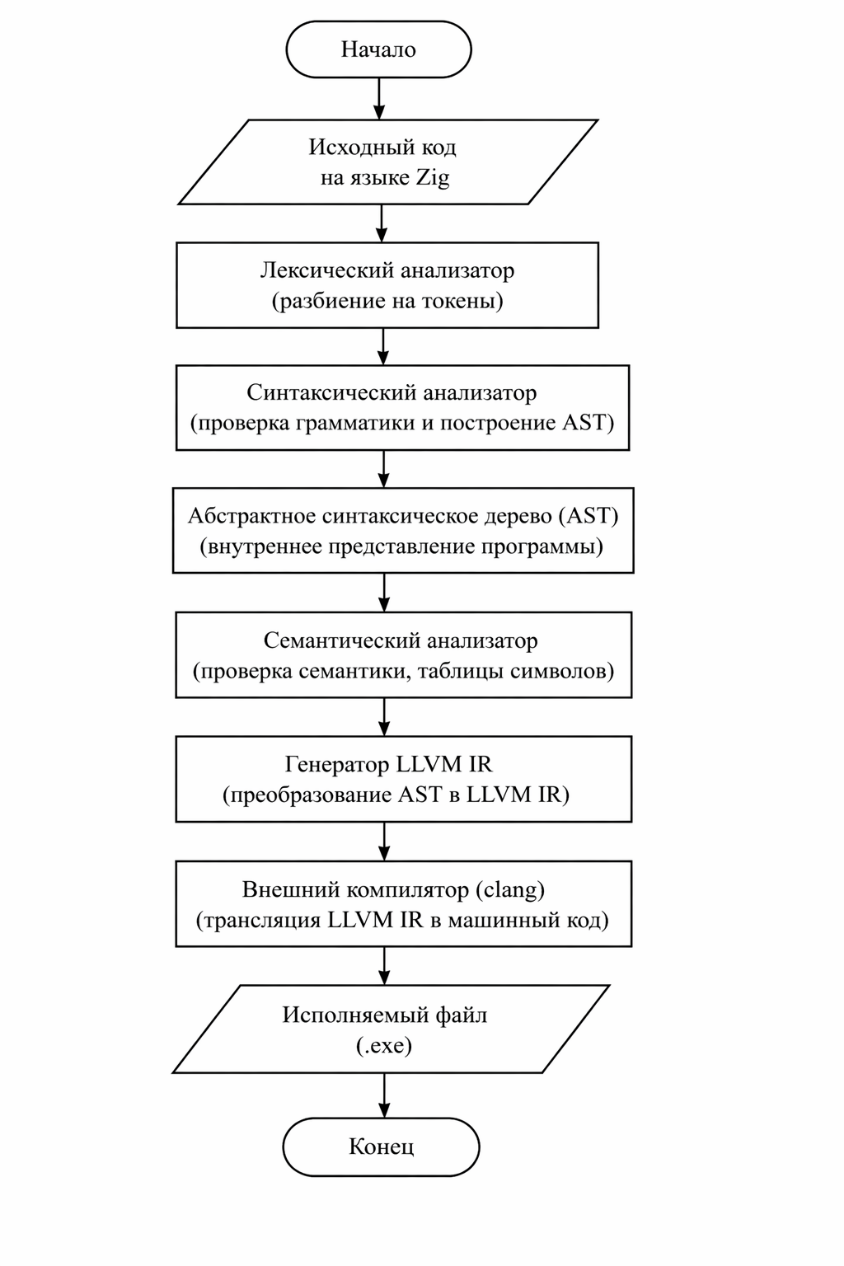 Начало
Исходный код
на языке Zig
Лексический анализатор
(разбиение на токены)
Синтаксический анализатор
(проверка грамматики и построение AST)
Абстрактное синтаксическое дерево (AST)
(внутреннее представление программы)
Семантический анализатор
(проверка семантики, таблицы символов)
Генератор LLVM IR
(преобразование AST в LLVM IR)
Внешний компилятор (clang)
(трансляция LLVM IR в машинный код)
Исполняемый файл
(.exe)
Конец